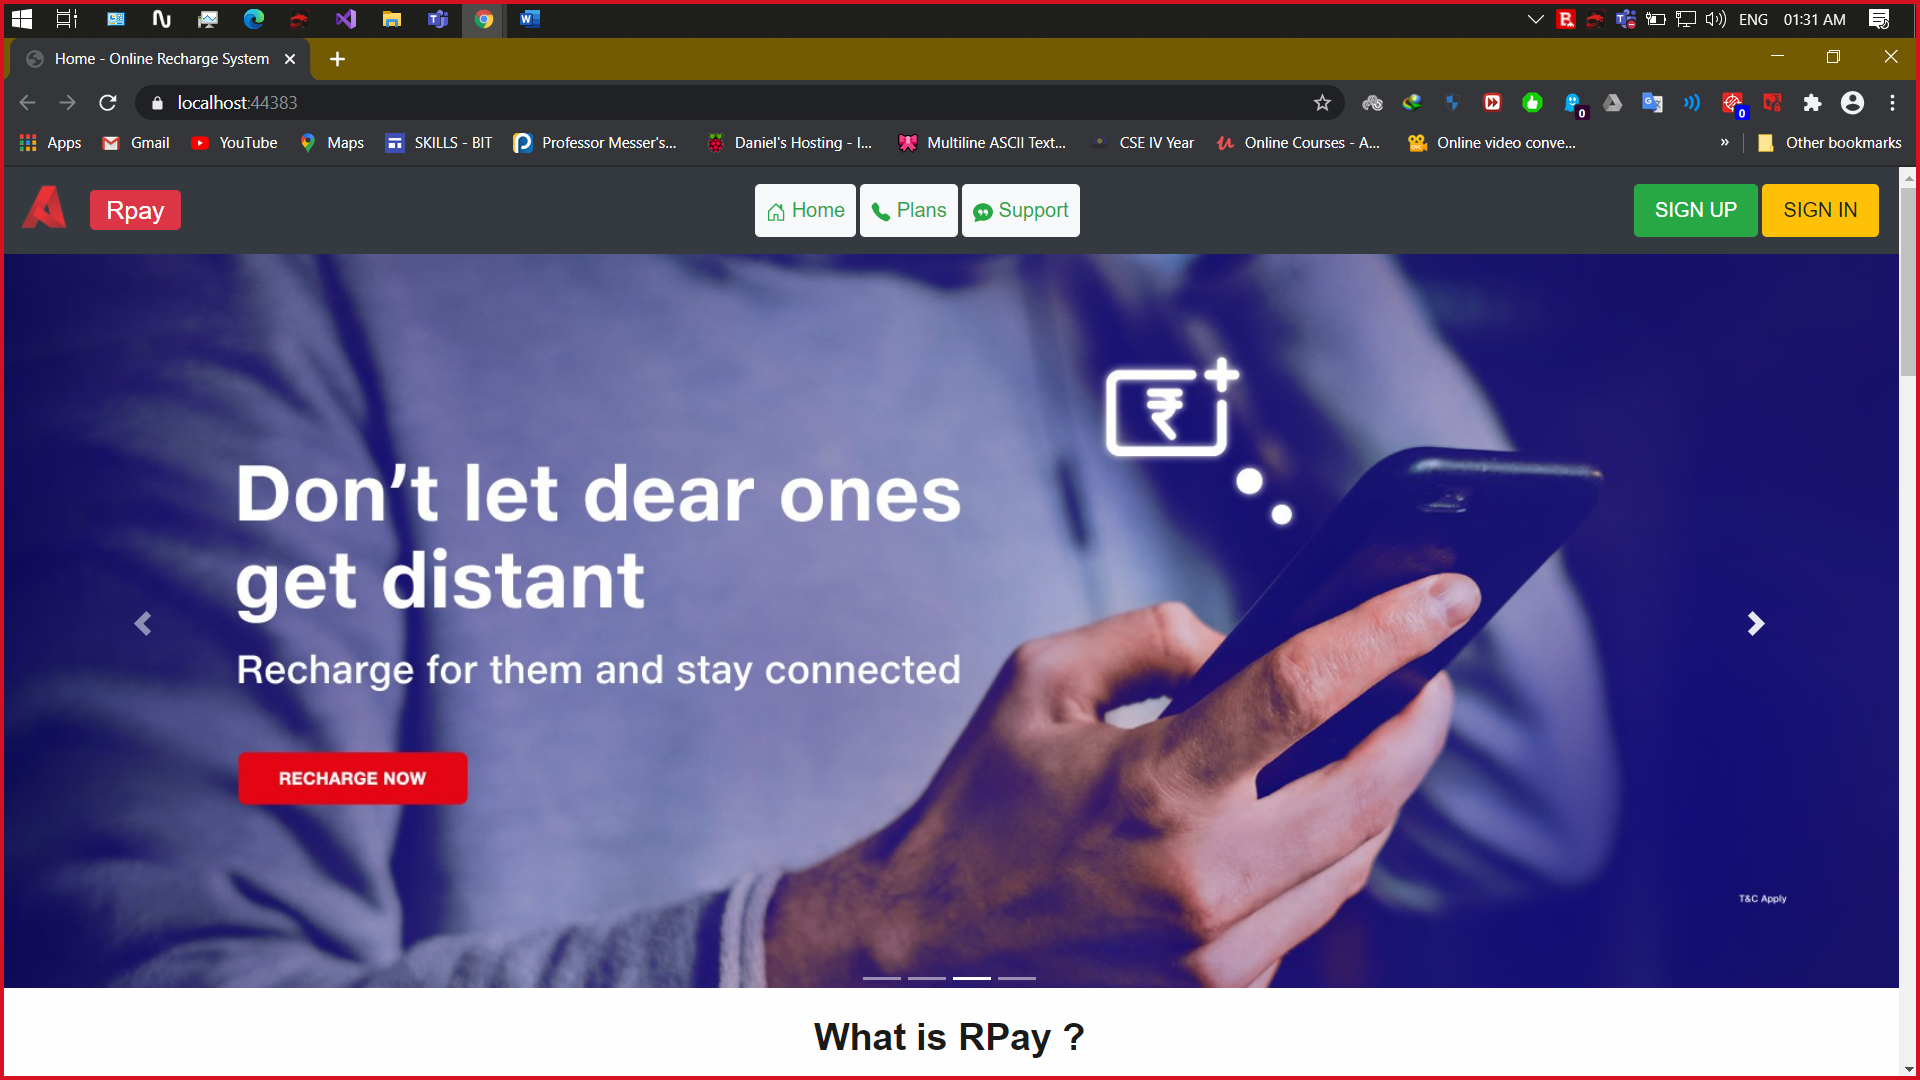 ENG 01:31 AM
Home - Online Recharge System
localhost:44383
0
0
Apps Gmail YouTube Maps SKILLS - BIT Professor Messer's... Daniel's Hosting - I... Multiline ASCII Text... CSE IV Year Online Courses - A... Online video conve... » Other bookmarks
Rpay
Home Plans Support
SIGN UP SIGN IN
₹
Don't let dear ones
get distant
Recharge for them and stay connected
RECHARGE NOW
T&C Apply
What is RPay ?